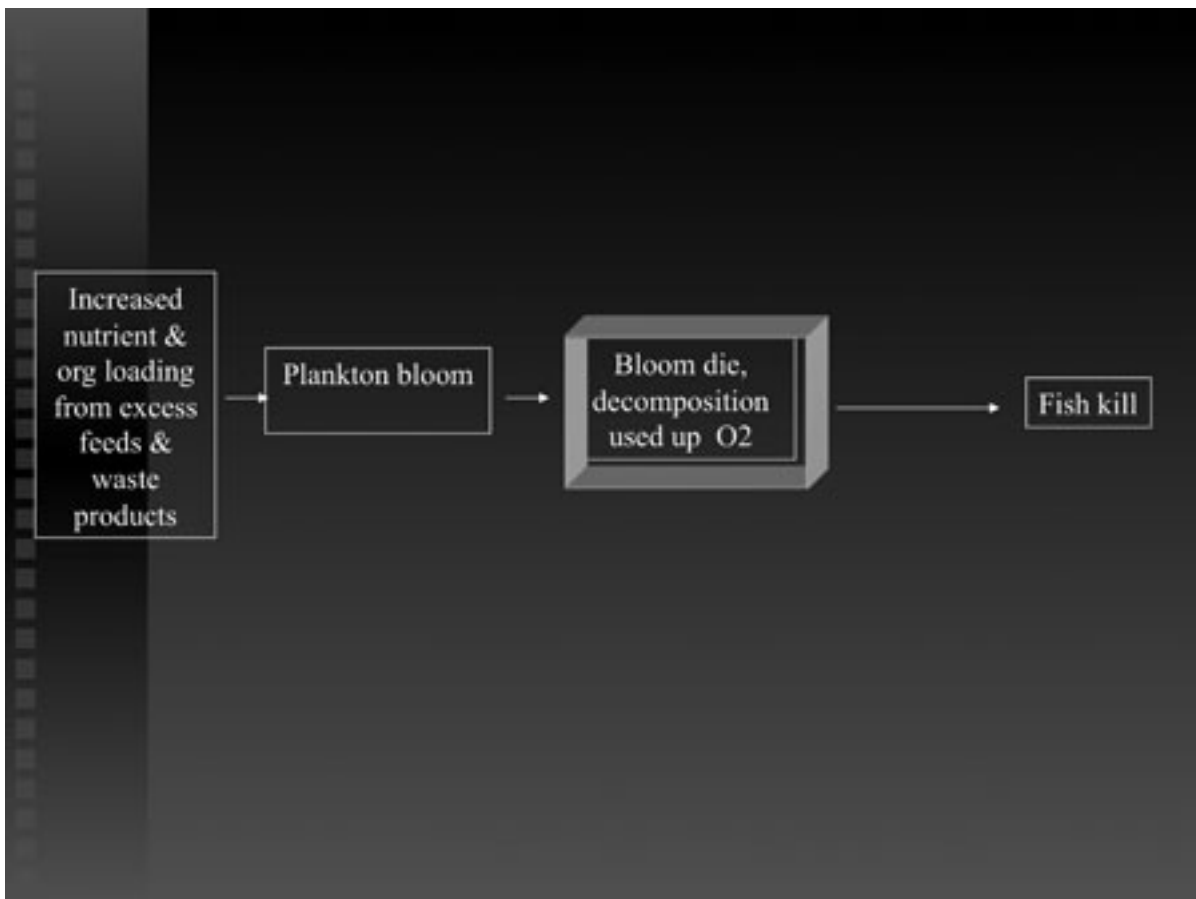 Increased
nutrient &
org loading
from excess
feeds &
waste
products
Plankton bloom
Bloom die,
decomposition
used up O2
Fish kill